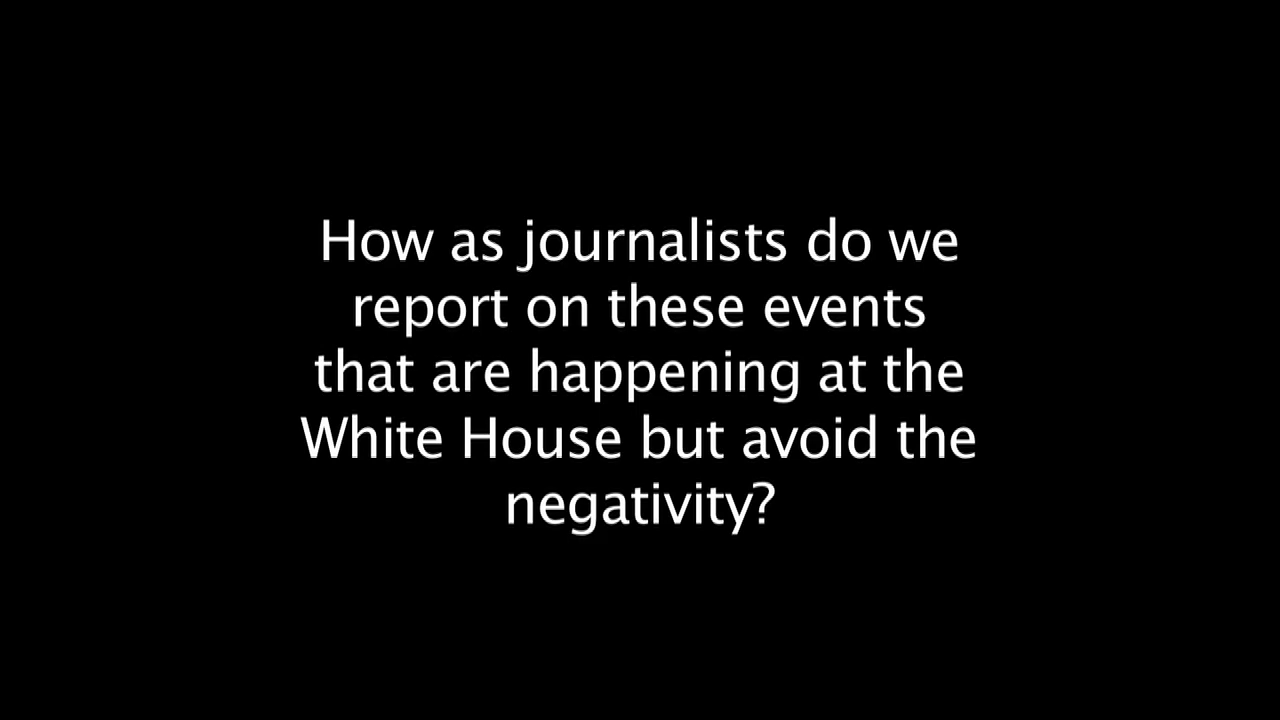 How as journalists do we
report on these events
that are happening at the
White House but avoid the
negativity?